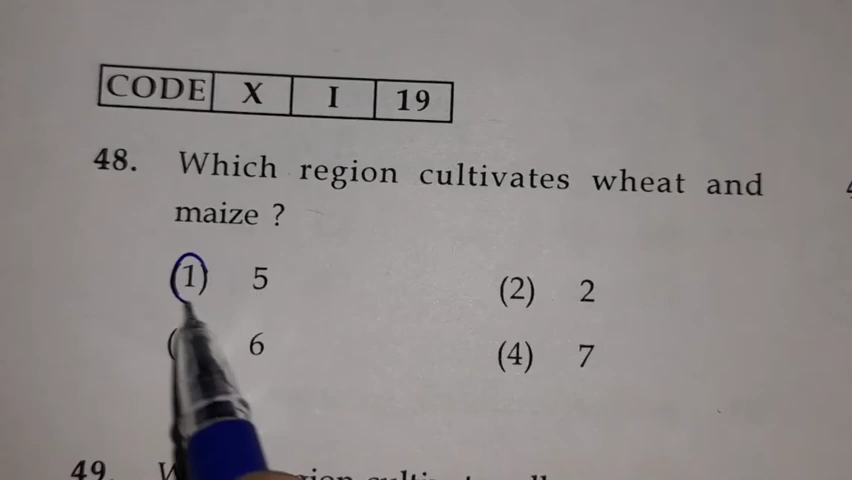 CODE X I 19
48. Which region cultivates wheat and
maize ?
(1) 5 (2) 2
( 6 (4) 7
49.